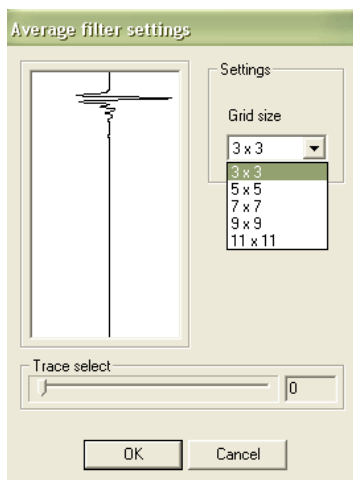 Average filter settings
Settings
Grid size
3 x 3
3 x 3
5 x 5
7 x 7
9 x 9
11 x 11
Trace select
0
OK
Cancel